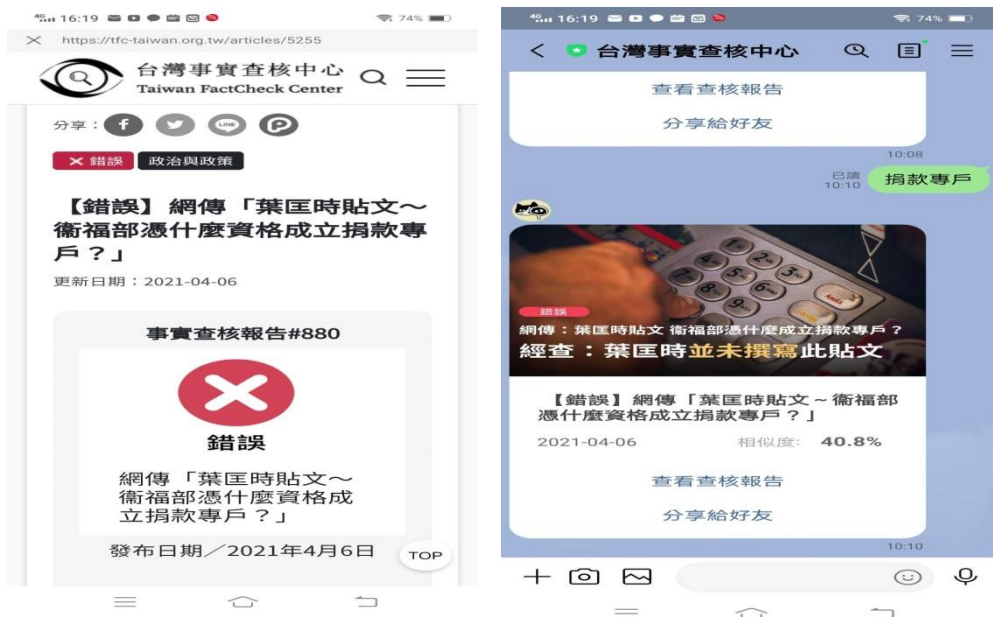 4G 16:19
74%
https://tfc-taiwan.org.tw/articles/5255
台灣事實查核中心
Taiwan FactCheck Center
分享：
LINE
錯誤 政治與政策
【錯誤】網傳「葉匡時貼文～
衞福部憑什麼資格成立捐款專
戶？」
更新日期：2021-04-06
事實查核報告#880
錯誤
網傳「葉匡時貼文～
衞福部憑什麼資格成
立捐款專戶？」
發布日期／2021年4月6日
TOP
4G 16:19
74%
台灣事實查核中心
查看查核報告
分享給好友
10:08
已讀
10:10
捐款專戶
錯誤
網傳：葉匡時貼文 衞福部憑什麼成立捐款專戶？
經查：葉匡時並未撰寫此貼文
【錯誤】網傳「葉匡時貼文～衞福部
憑什麼資格成立捐款專戶？」
2021-04-06 相似度： 40.8%
查看查核報告
分享給好友
10:10